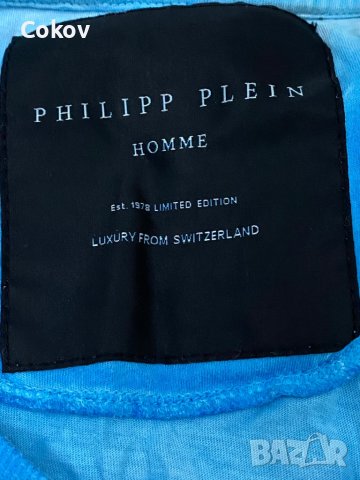 Cokov
PHILIPP PLEIN
HOMME
Est. 1978 LIMITED EDITION
LUXURY FROM SWITZERLAND
BAZAR